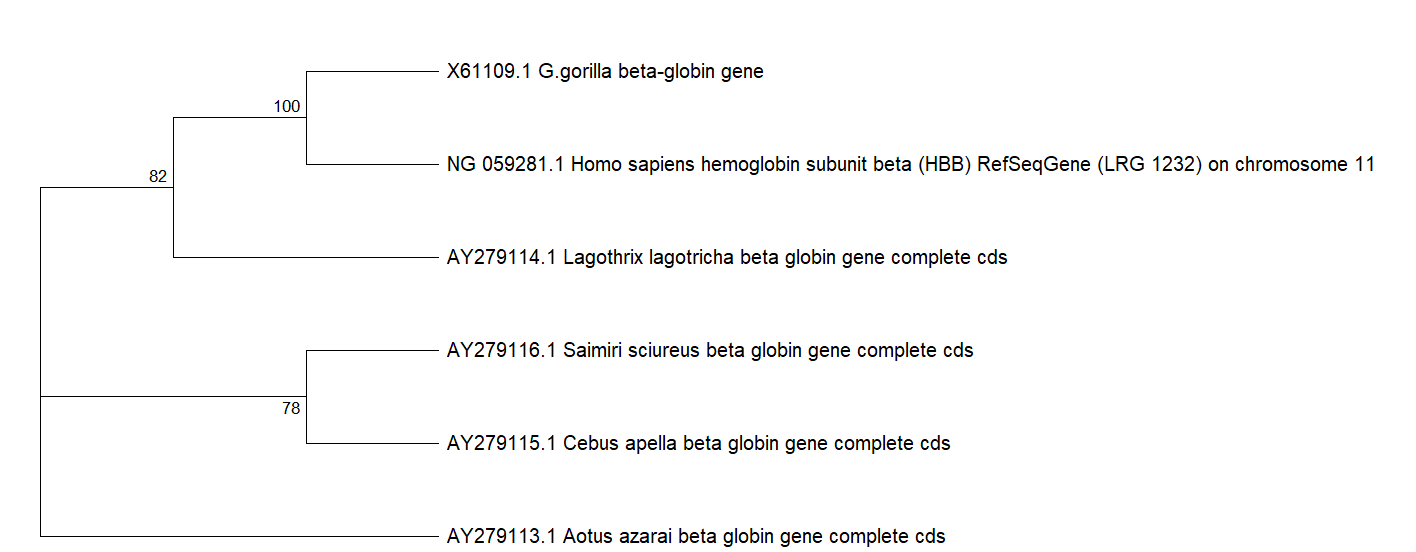 X61109.1 G.gorilla beta-globin gene
100
NG 059281.1 Homo sapiens hemoglobin subunit beta (HBB) RefSeqGene (LRG 1232) on chromosome 11
82
AY279114.1 Lagothrix lagotricha beta globin gene complete cds
AY279116.1 Saimiri sciureus beta globin gene complete cds
78
AY279115.1 Cebus apella beta globin gene complete cds
AY279113.1 Aotus azarai beta globin gene complete cds